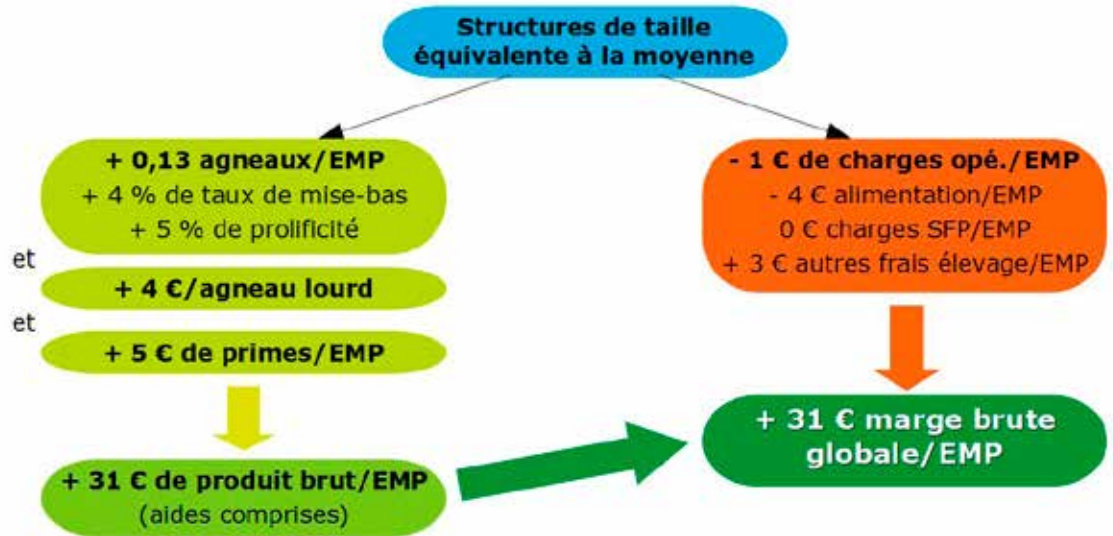 Structures de taille
équivalente à la moyenne
+ 0,13 agneaux/EMP
+ 4 % de taux de mise-bas
+ 5 % de prolificité
et
+ 4 €/agneau lourd
et
+ 5 € de primes/EMP
+ 31 € de produit brut/EMP
(aides comprises)
- 1 € de charges opé./EMP
- 4 € alimentation/EMP
0 € charges SFP/EMP
+ 3 € autres frais élevage/EMP
+ 31 € marge brute
globale/EMP